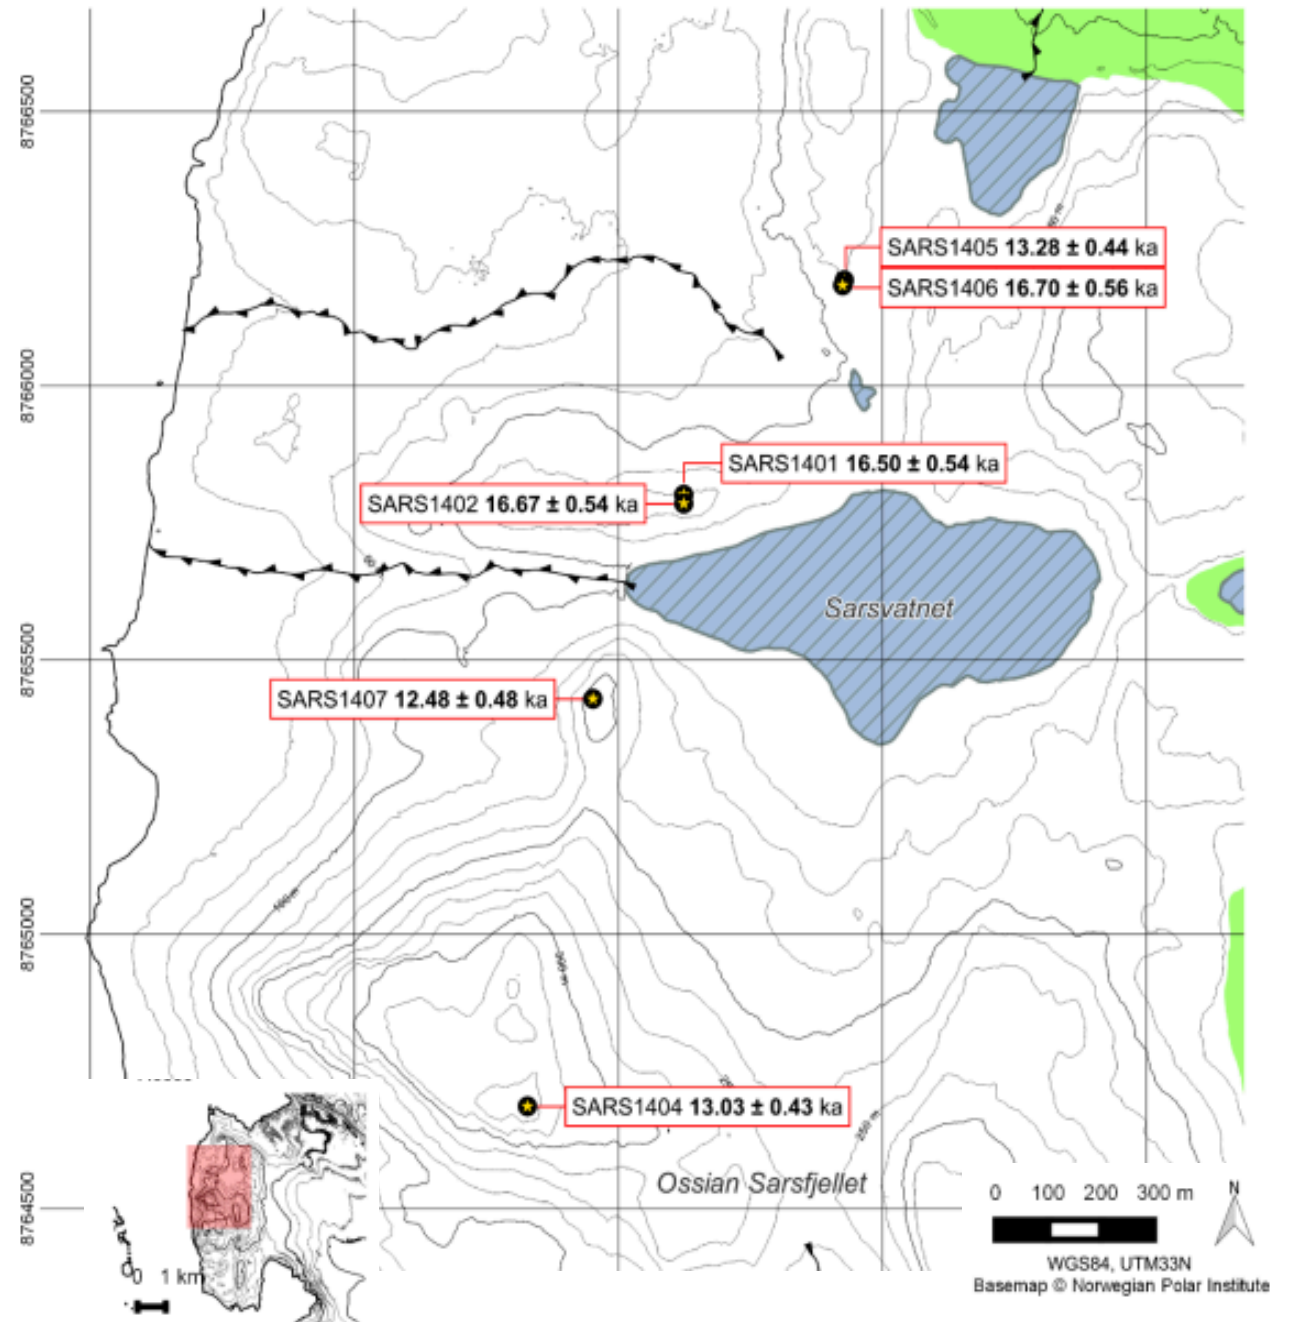 8766500
SARS1405 13.28 ± 0.44 ka
SARS1406 16.70 ± 0.56 ka
8766000
SARS1401 16.50 ± 0.54 ka
SARS1402 16.67 ± 0.54 ka
Sarsvatnet
8765500
SARS1407 12.48 ± 0.48 ka
8765000
SARS1404 13.03 ± 0.43 ka
250 m
Ossian Sarsfjellet
8764500
0 100 200 300 m
N
WGS84, UTM33N
Basemap © Norwegian Polar Institute
0 1 km